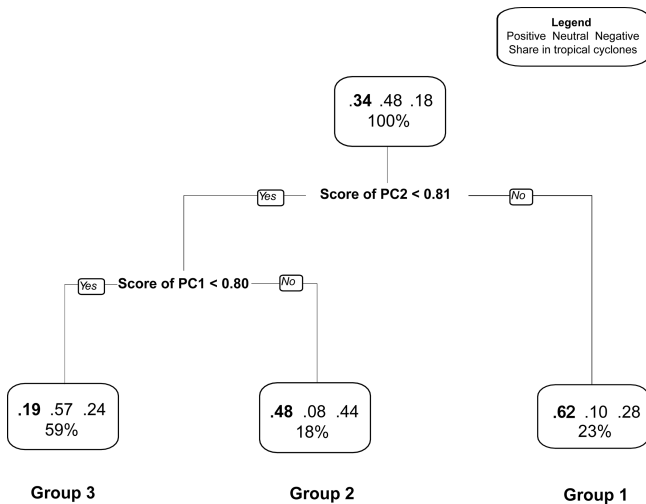 Legend
Positive Neutral Negative
Share in tropical cyclones
.34 .48 .18
100%
Yes
Score of PC2 < 0.81
No
Yes
Score of PC1 < 0.80
No
.19 .57 .24
59%
.48 .08 .44
18%
.62 .10 .28
23%
Group 3
Group 2
Group 1